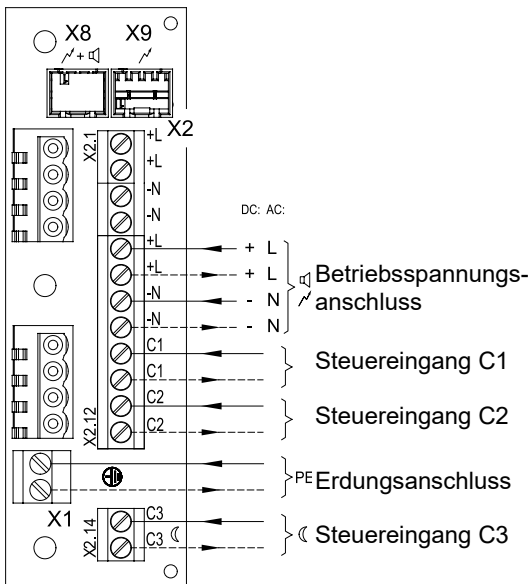 X8 X9
+
X2
X2.1
+L
+L
-N
-N
DC: AC:
+L + L
+L + L
-N - N
-N - N
Betriebsspannungs-
anschluss
C1
C1
Steuereingang C1
C2
C2
Steuereingang C2
X2.12
PE Erdungsanschluss
X1
C3
C3
Steuereingang C3
X2.14